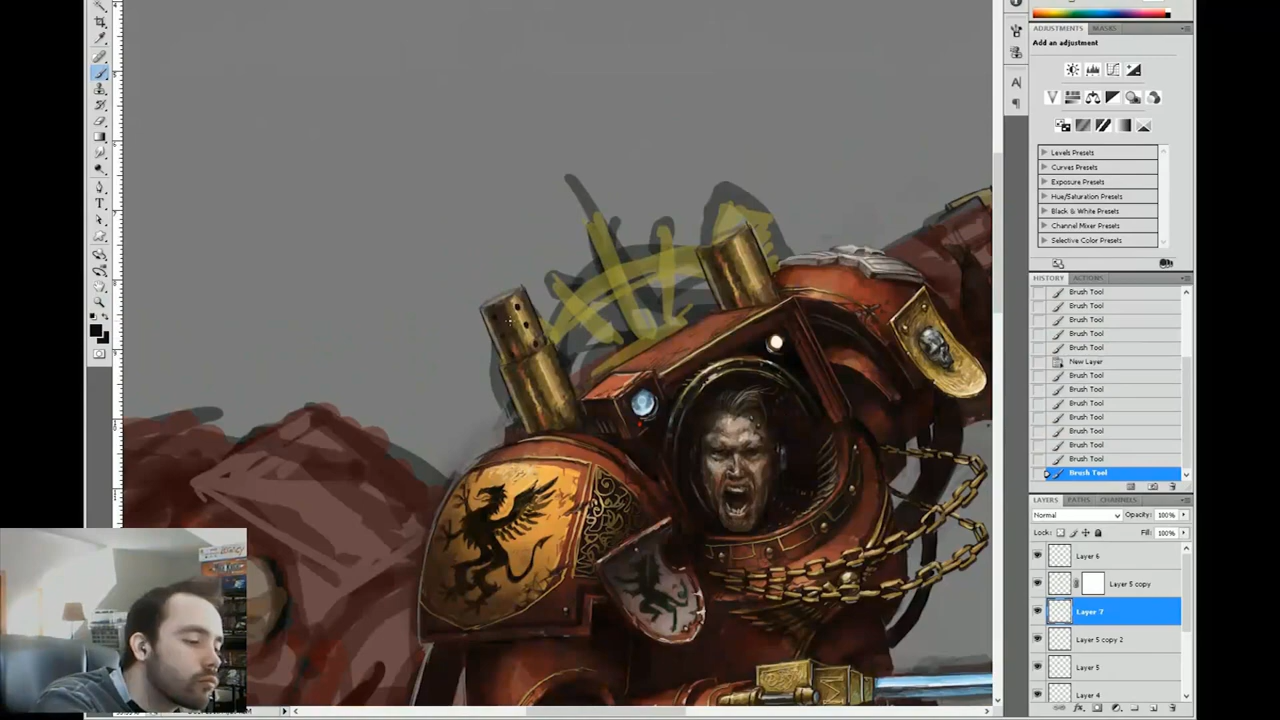 ADJUSTMENTS MASKS
Add an adjustment
Levels Presets
Curves Presets
Exposure Presets
Hue/Saturation Presets
Black & White Presets
Channel Mixer Presets
Selective Color Presets
HISTORY ACTIONS
Brush Tool
Brush Tool
Brush Tool
Brush Tool
Brush Tool
New Layer
Brush Tool
Brush Tool
Brush Tool
Brush Tool
Brush Tool
Brush Tool
Brush Tool
Brush Tool
LAYERS PATHS CHANNELS
Normal Opacity: 100%
Lock: Fill: 100%
Layer 6
Layer 5 copy
Layer 7
Layer 5 copy 2
Layer 5
Layer 4